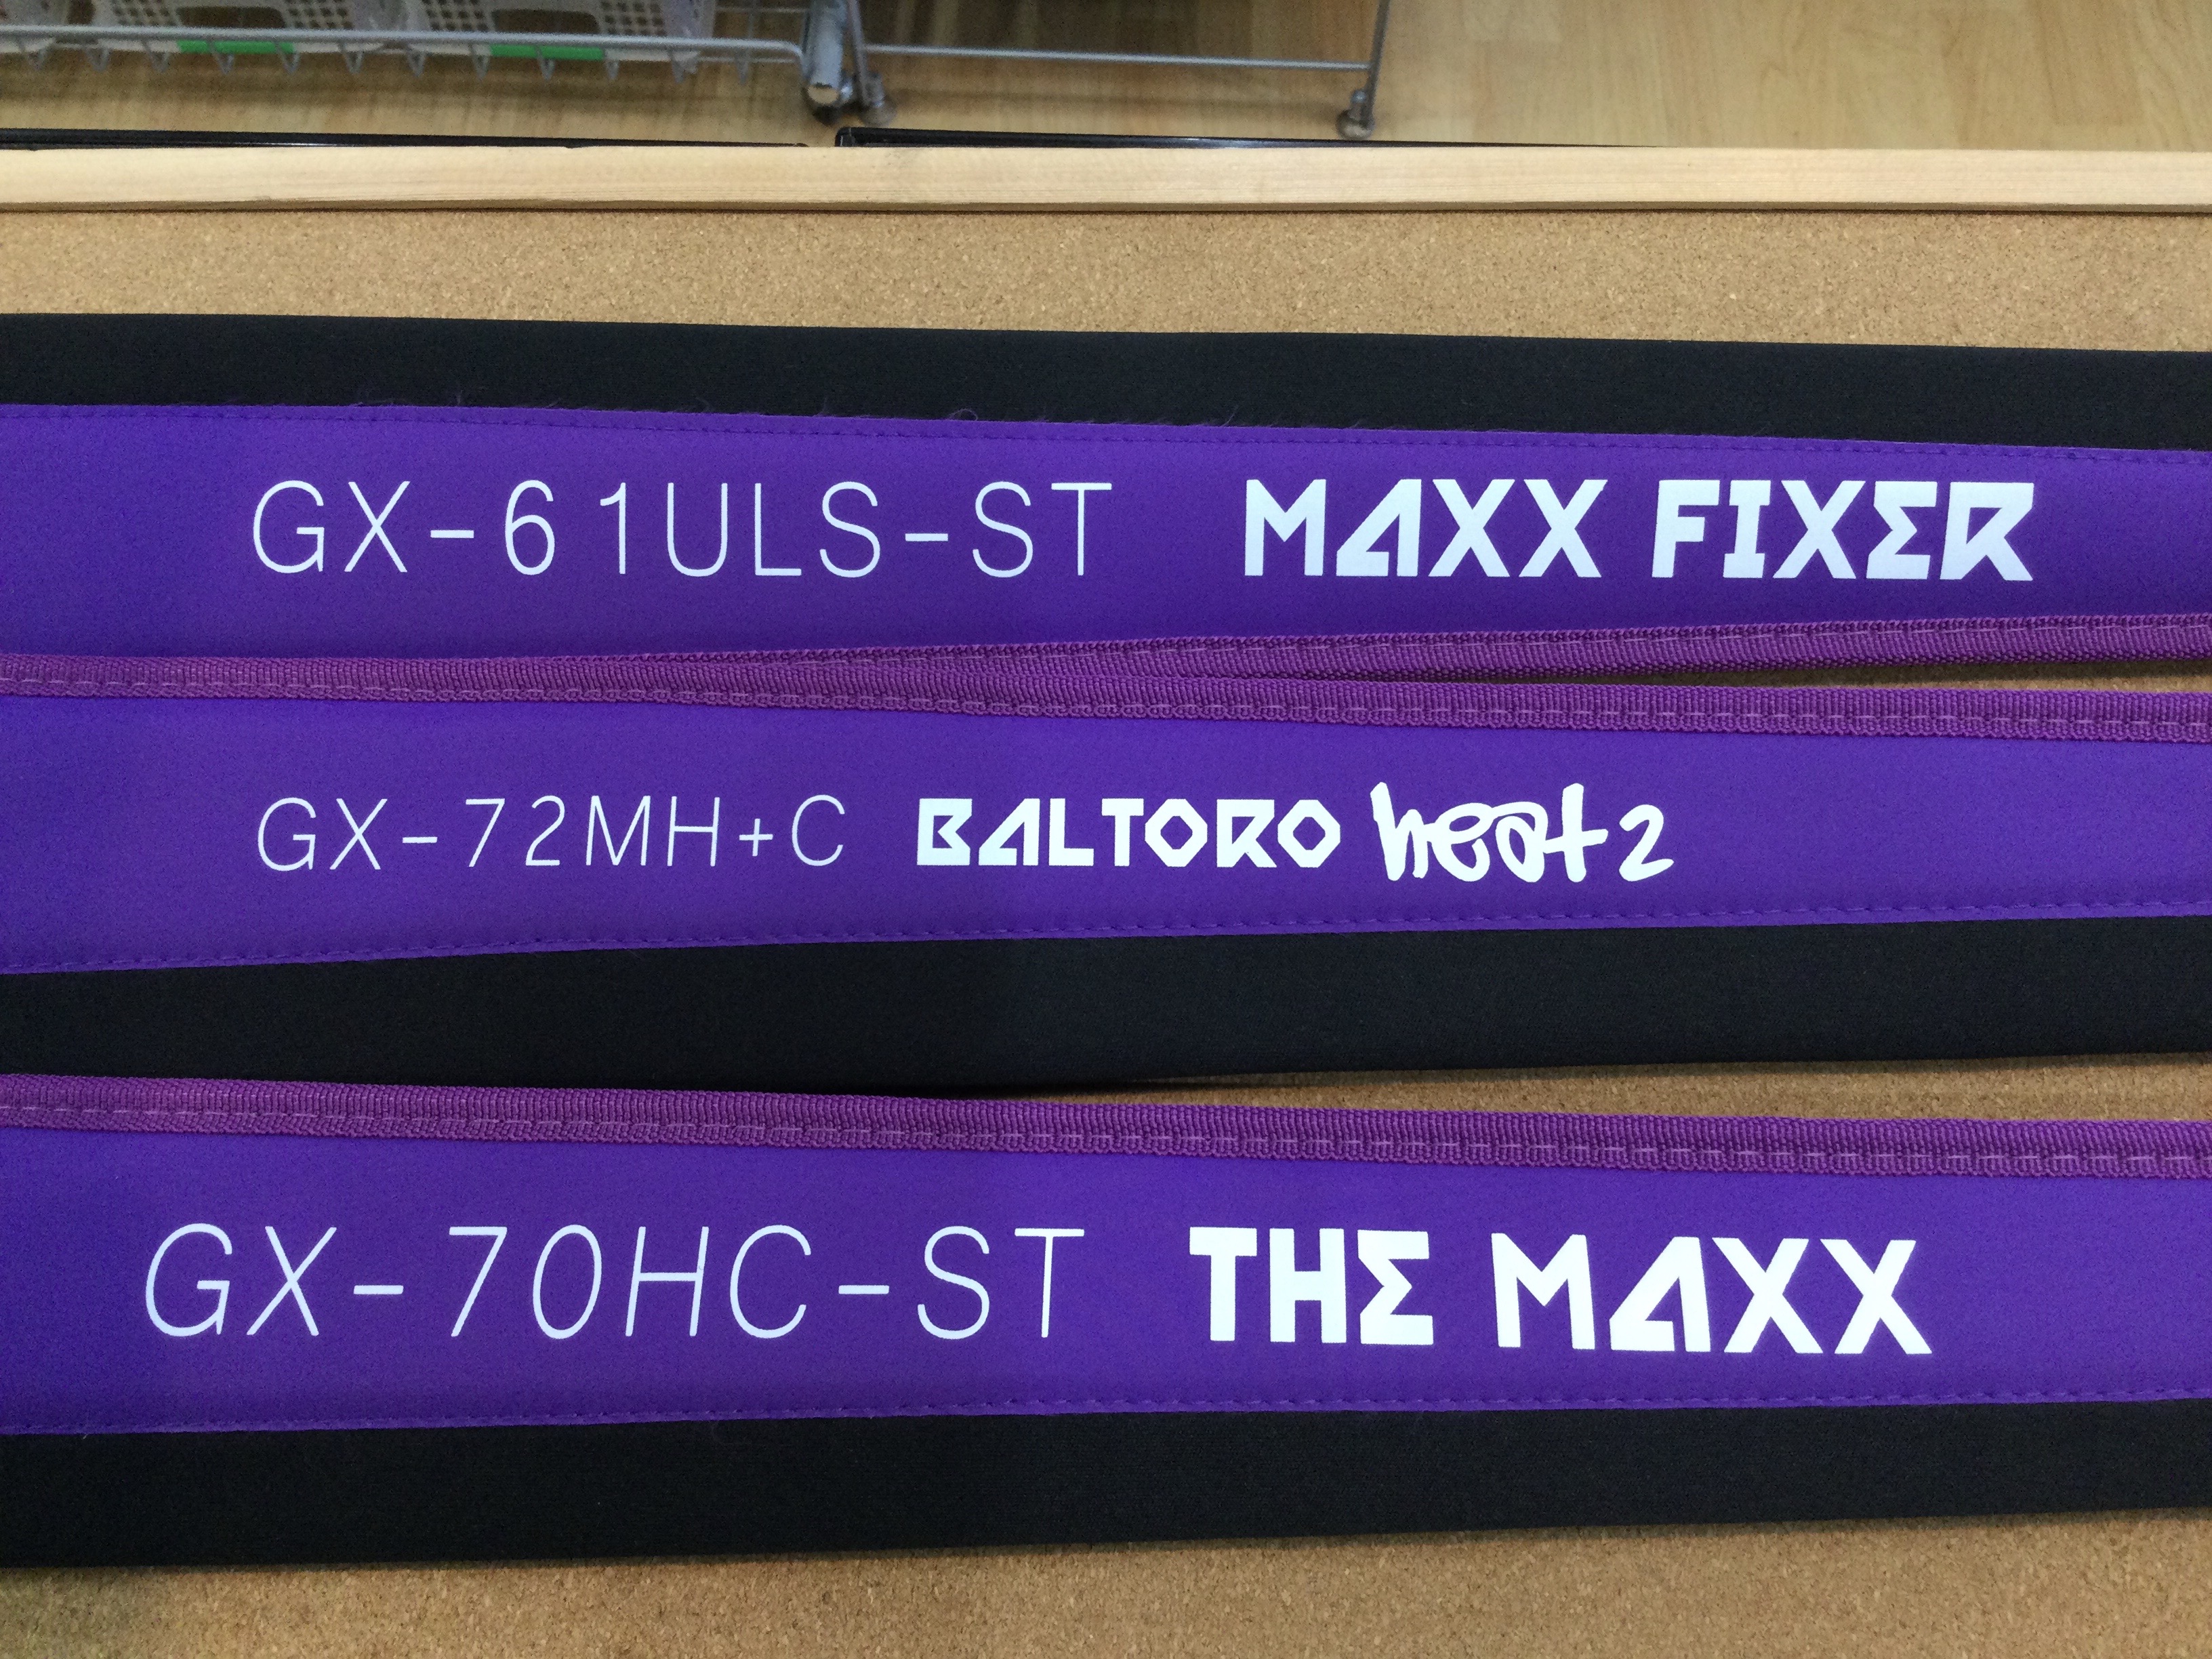 GX-61ULS-ST MAXX FIXER
GX-72MH+C BALTORO heat 2
GX-70HC-ST THE MAXX